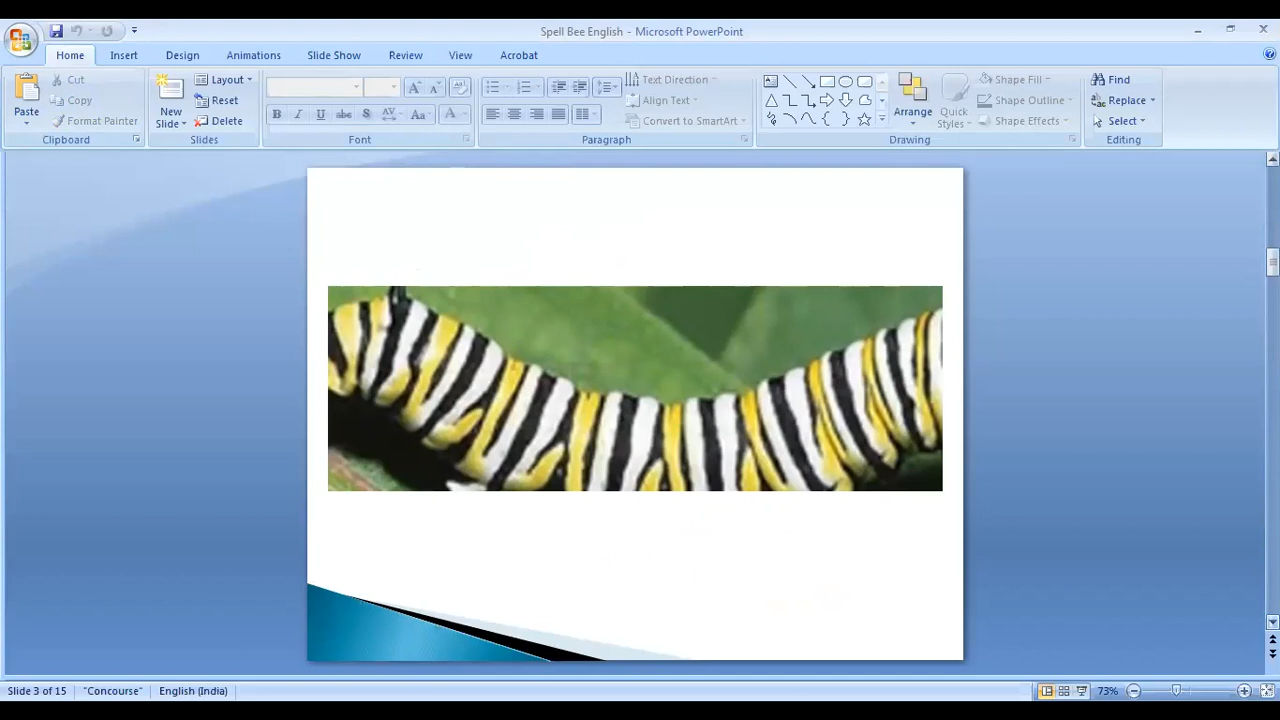 Spell Bee English - Microsoft PowerPoint
Home Insert Design Animations Slide Show Review View Acrobat
Paste
Cut
Copy
Format Painter
Clipboard
New Slide
Layout
Reset
Delete
Slides
B I U abc S AV Aa A
Font
Text Direction
Align Text
Convert to SmartArt
Paragraph
Arrange
Quick Styles
Shape Fill
Shape Outline
Shape Effects
Drawing
Find
Replace
Select
Editing
Slide 3 of 15 "Concourse" English (India) 73%